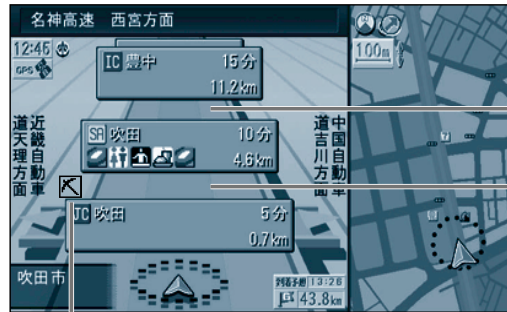 名神高速 西宮方面
12:46
GPS
100m
IC 豊中 15分
11.2km
SA 吹田 10分
4.6km
JC 吹田 5分
0.7km
近畿自動車道天理方面
中国自動車道吉川方面
吹田市
到着予想 13:26
43.8km